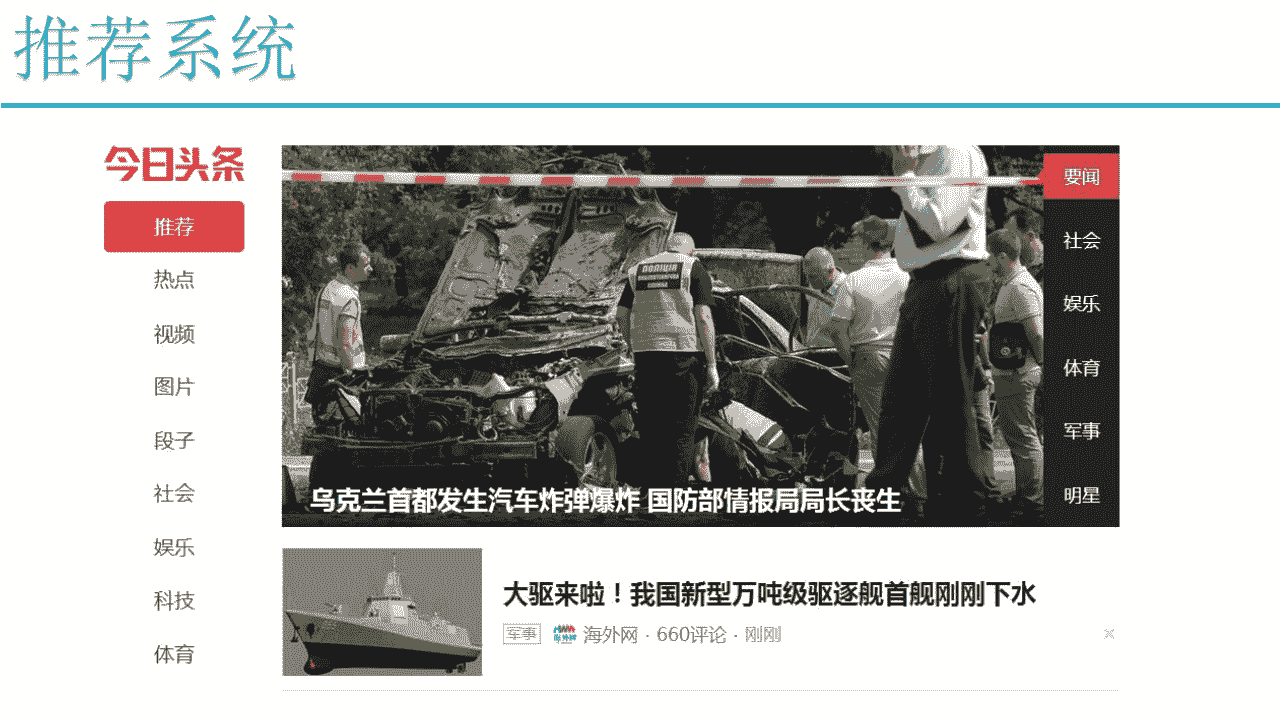 推荐系统
今日头条
推荐
热点
视频
图片
段子
社会
娱乐
科技
体育
ПОЛІЦІЯ
要闻
社会
娱乐
体育
军事
明星
乌克兰首都发生汽车炸弹爆炸 国防部情报局局长丧生
大驱来啦！我国新型万吨级驱逐舰首舰刚刚下水
军事 海外网 · 660评论 · 刚刚